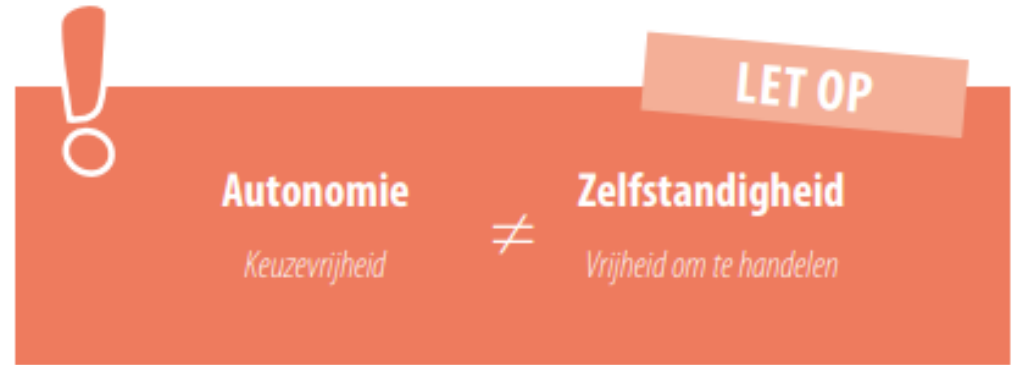 LET OP
Autonomie ≠ Zelfstandigheid
Keuzevrijheid Vrijheid om te handelen